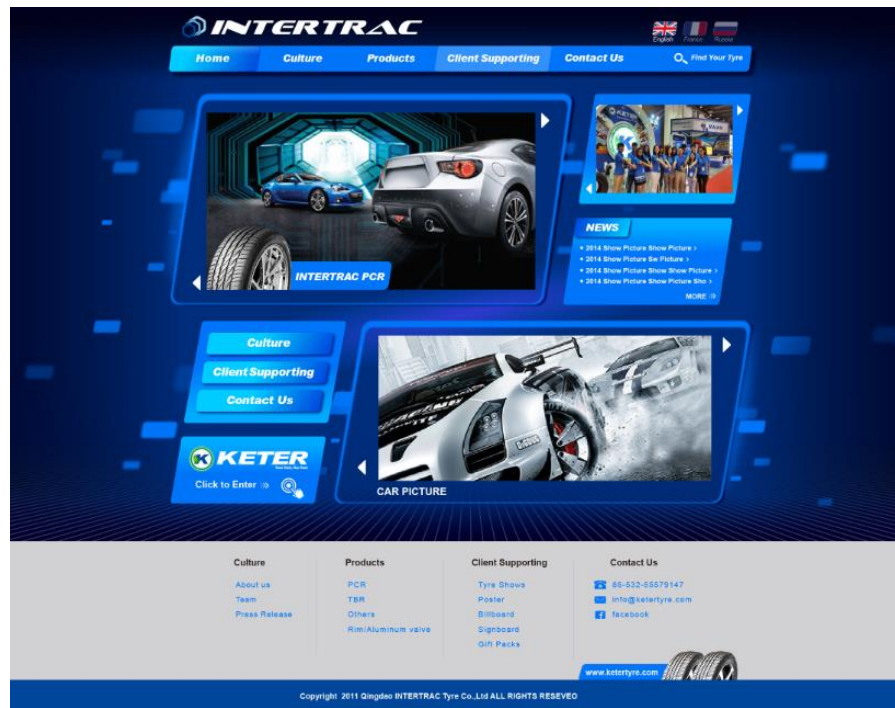 INTERTRAC
English France Russia
Home Culture Products Client Supporting Contact Us Find Your Tyre
KETER
INTERTRAC PCR
NEWS
2014 Show Picture Show Picture >
2014 Show Picture Sw Picture >
2014 Show Picture Show Show Picture >
2014 Show Picture Show Picture Sho >
MORE
Culture
Client Supporting
Contact Us
KETER
Click to Enter
CAR PICTURE
Culture Products Client Supporting Contact Us
About us PCR Tyre Shows 86-532-55579147
Team TBR Poster info@ketertyre.com
Press Release Others Billboard facebook
Rim/Aluminum valve Signboard
Gift Packs
www.ketertyre.com
Copyright 2011 Qingdao INTERTRAC Tyre Co.,Ltd ALL RIGHTS RESEVEO